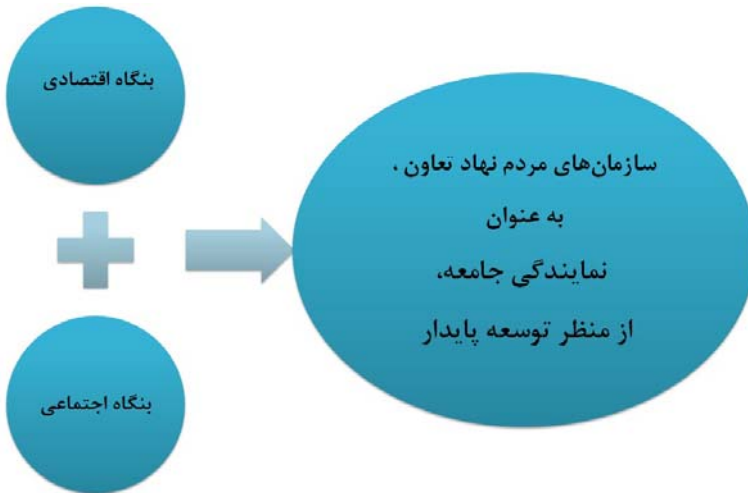 بنگاه اقتصادی
سازمان‌های مردم نهاد تعاون ،
به عنوان
نمایندگی جامعه،
از منظر توسعه پایدار
بنگاه اجتماعی